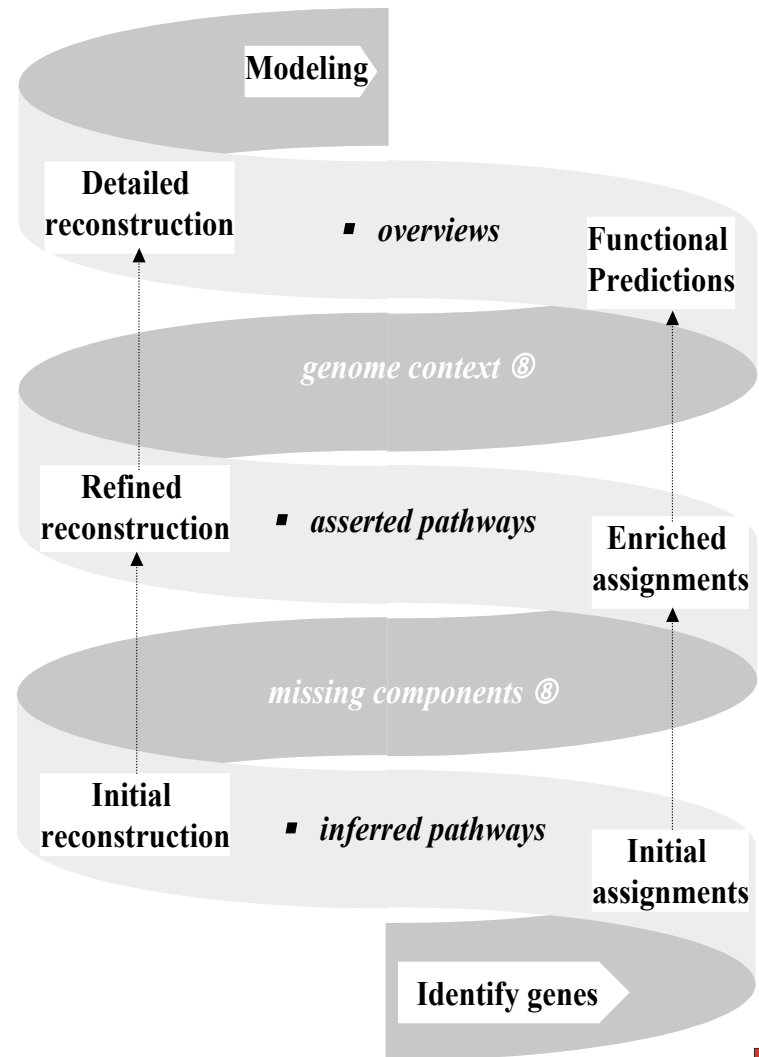 Modeling
Detailed
reconstruction
▪ overviews
Functional
Predictions
genome context ⑧
Refined
reconstruction
▪ asserted pathways
Enriched
assignments
missing components ⑧
Initial
reconstruction
▪ inferred pathways
Initial
assignments
Identify genes